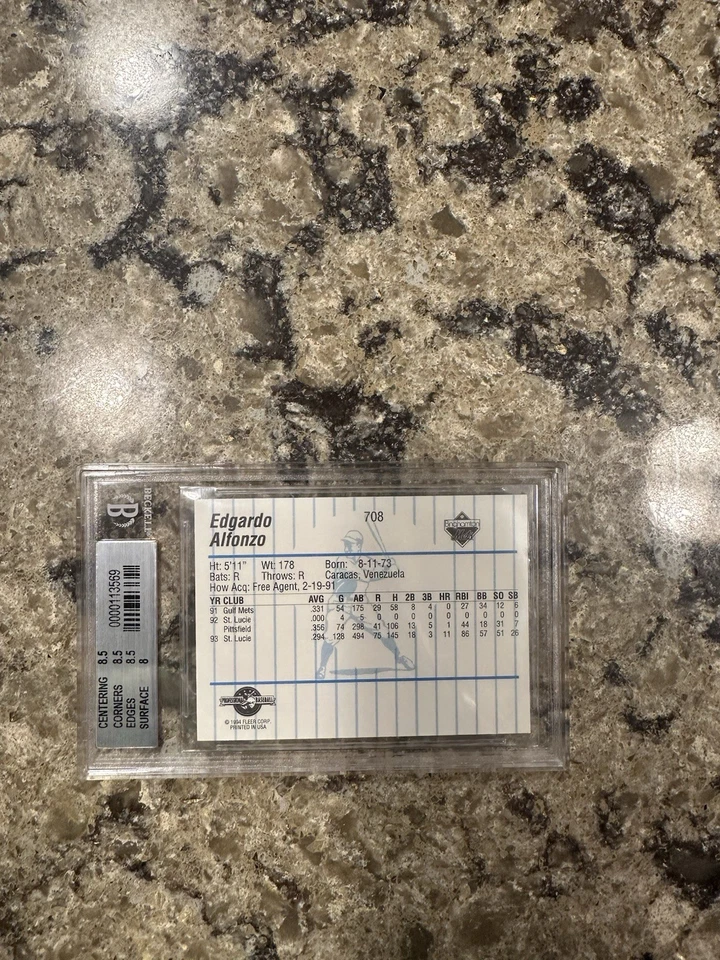 BECKETT
B
0000113569
CENTERING 8.5
CORNERS 8.5
EDGES 8.5
SURFACE 8
Edgardo
Alfonzo
708
Ht: 5'11" Wt: 178 Born: 8-11-73
Bats: R Throws: R Caracas, Venezuela
How Acq: Free Agent, 2-19-91
YR CLUB AVG G AB R H 2B 3B HR RBI BB SO SB
91 Gulf Mets .331 54 175 29 58 8 4 0 27 34 12 6
92 St. Lucie .000 4 5 0 0 0 0 0 0 0 0 0
Pittsfield .356 74 298 41 106 13 5 1 44 18 31 7
93 St. Lucie .294 128 494 75 145 18 3 11 86 57 51 26
PROFESSIONAL BASEBALL
© 1994 FLEER CORP.
PRINTED IN USA